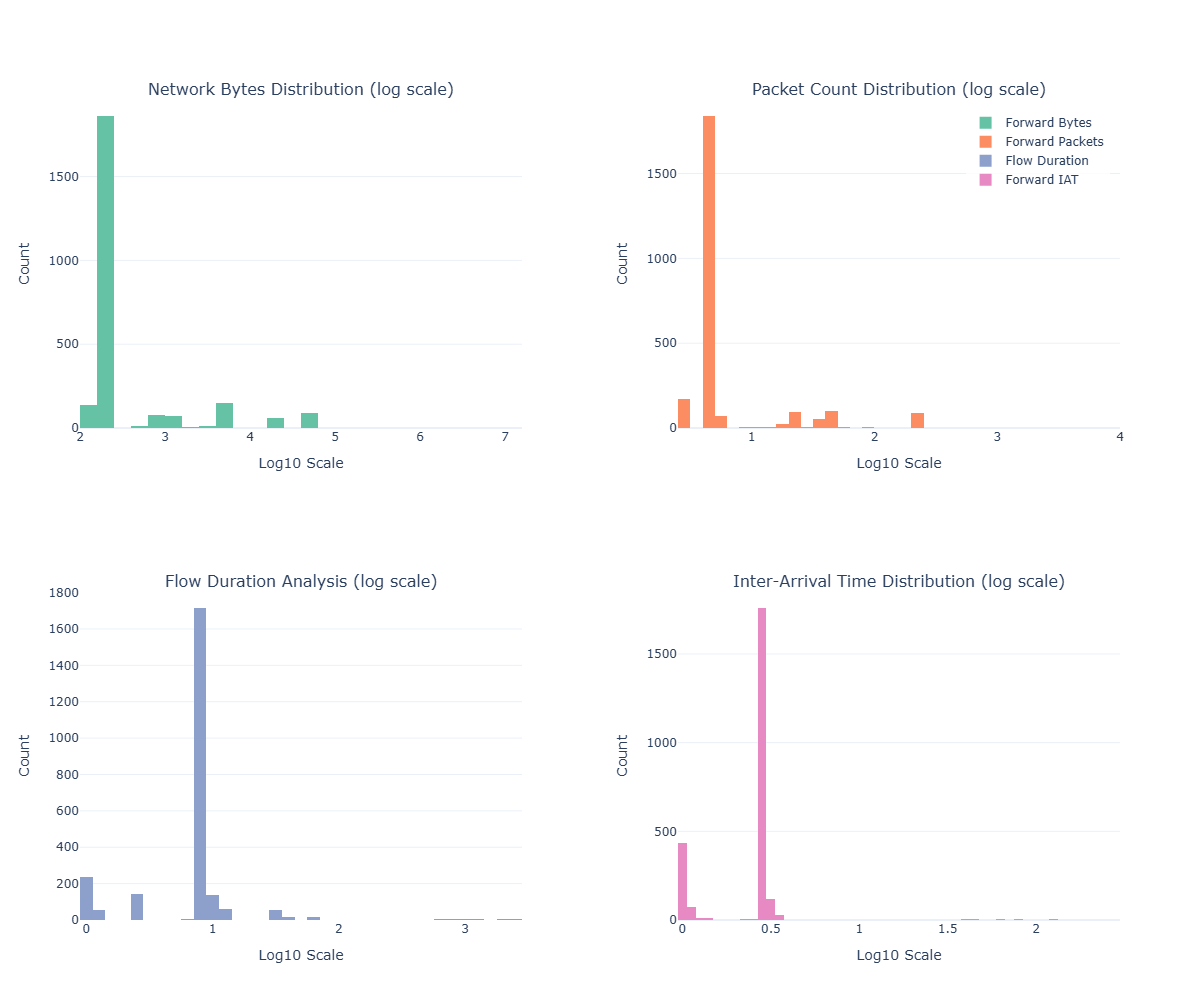 Network Bytes Distribution (log scale)
Count
1500
1000
500
0
2 3 4 5 6 7
Log10 Scale
Packet Count Distribution (log scale)
Forward Bytes
Forward Packets
Flow Duration
Forward IAT
Count
1500
1000
500
0
1 2 3 4
Log10 Scale
Flow Duration Analysis (log scale)
Count
1800
1600
1400
1200
1000
800
600
400
200
0
0 1 2 3
Log10 Scale
Inter-Arrival Time Distribution (log scale)
Count
1500
1000
500
0
0 0.5 1 1.5 2
Log10 Scale